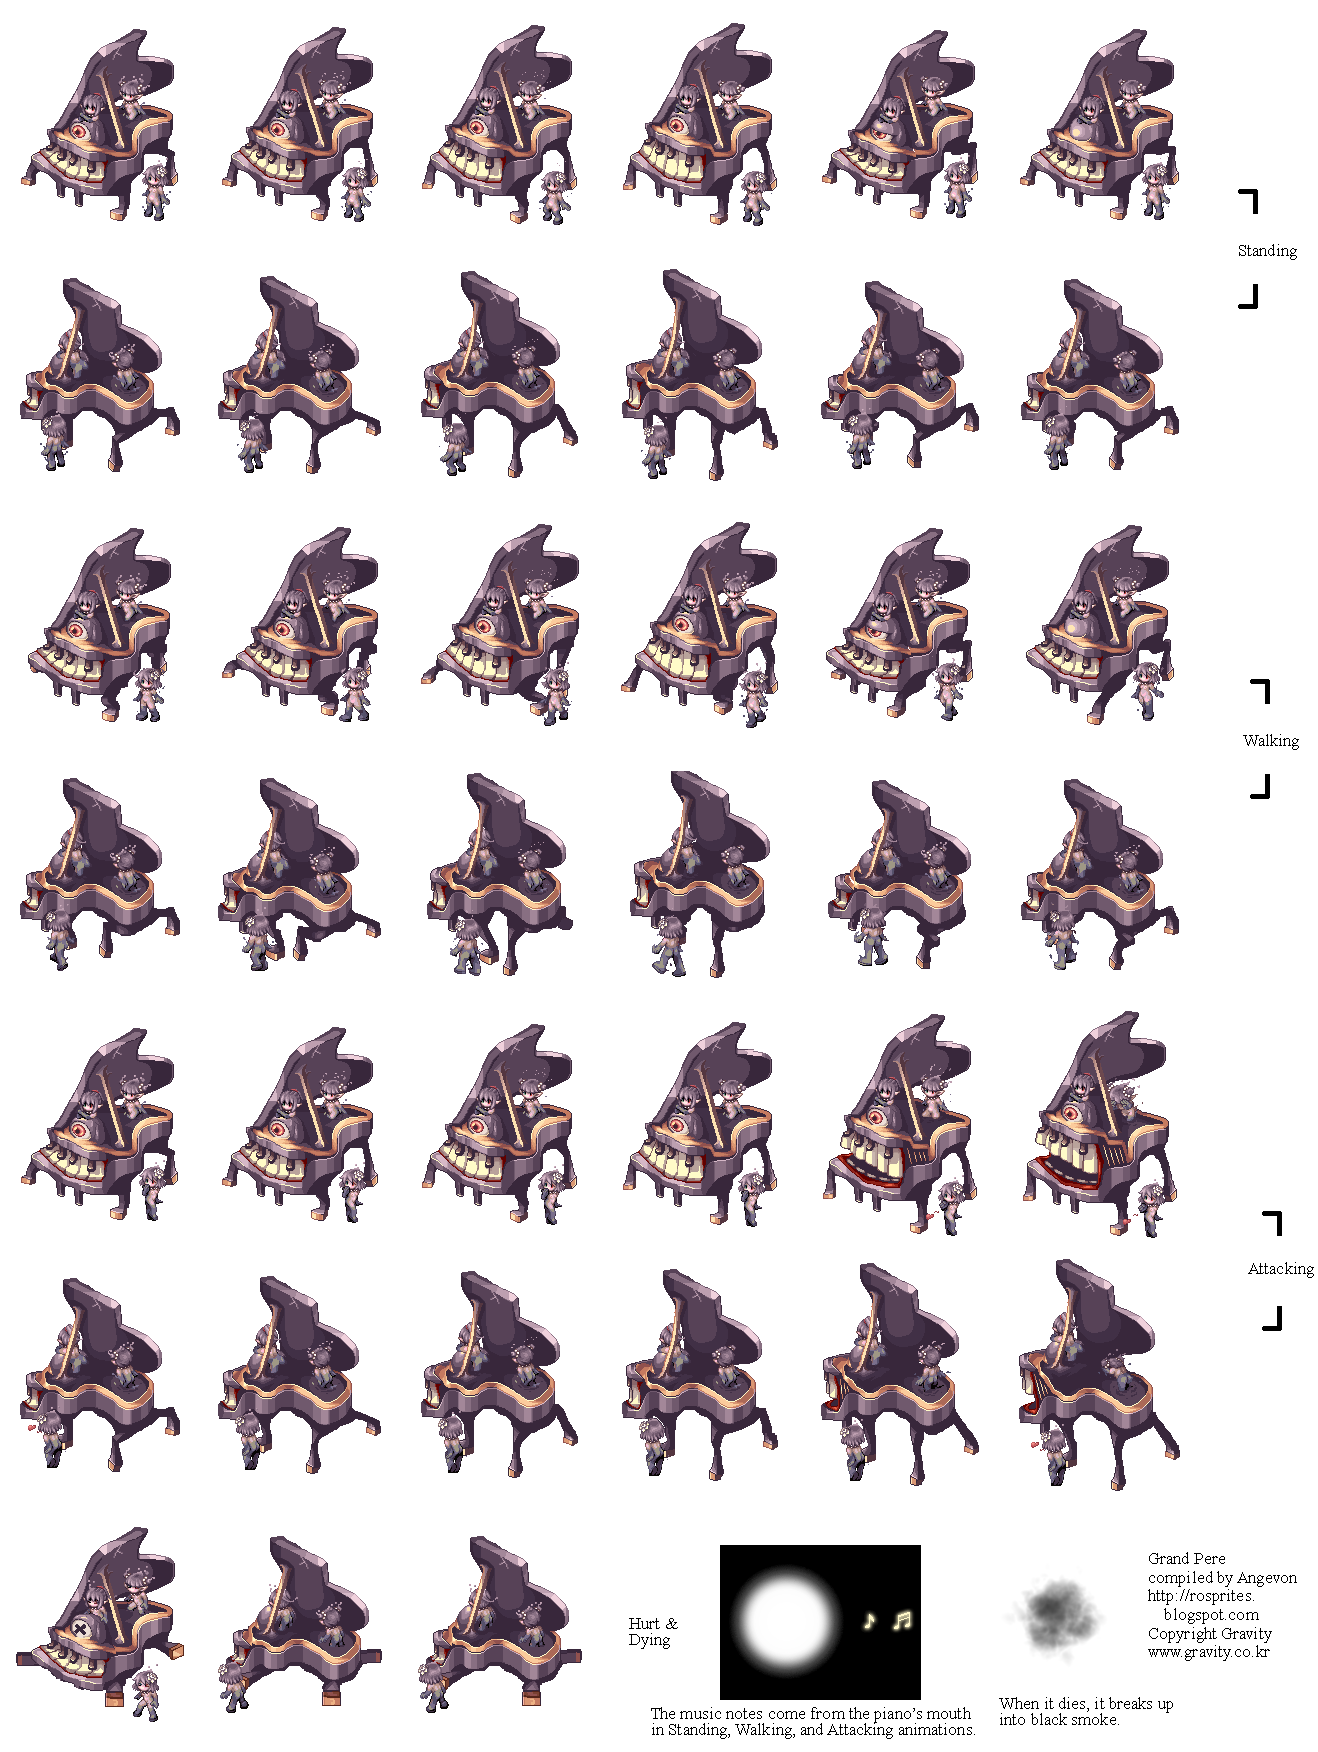 Standing
Walking
Attacking
Grand Pere
compiled by Angevon
http://rosprites.
blogspot.com
Copyright Gravity
www.gravity.co.kr
Hurt &
Dying
The music notes come from the piano's mouth
in Standing, Walking, and Attacking animations.
When it dies, it breaks up
into black smoke.